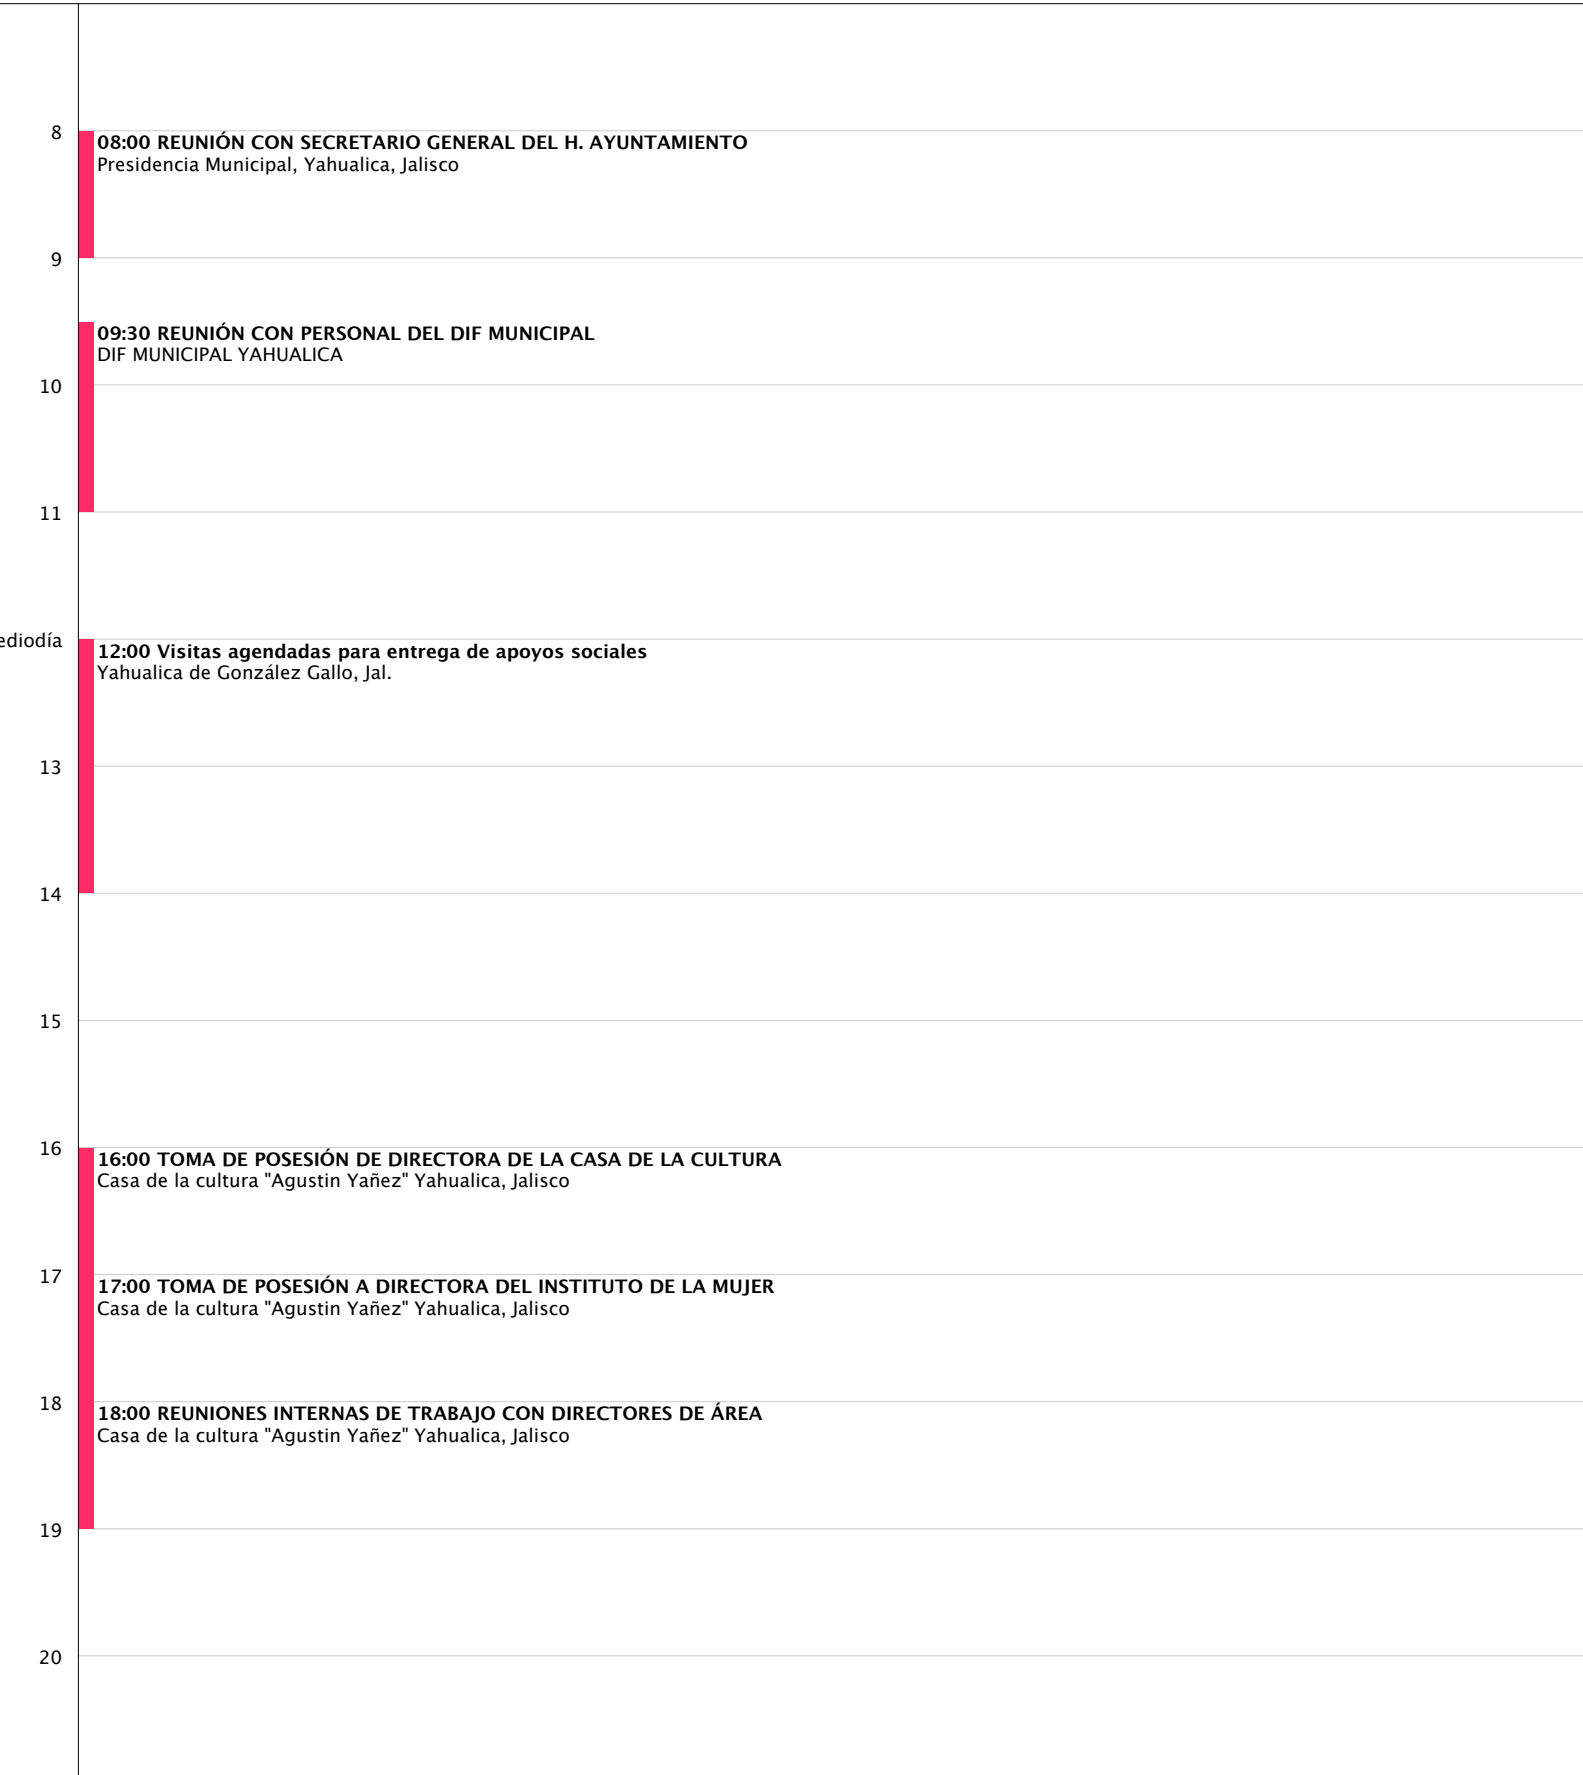 8
08:00 REUNIÓN CON SECRETARIO GENERAL DEL H. AYUNTAMIENTO
Presidencia Municipal, Yahualica, Jalisco
9
09:30 REUNIÓN CON PERSONAL DEL DIF MUNICIPAL
DIF MUNICIPAL YAHUALICA
10
11
ediodía
12:00 Visitas agendadas para entrega de apoyos sociales
Yahualica de González Gallo, Jal.
13
14
15
16
16:00 TOMA DE POSESIÓN DE DIRECTORA DE LA CASA DE LA CULTURA
Casa de la cultura "Agustin Yañez" Yahualica, Jalisco
17
17:00 TOMA DE POSESIÓN A DIRECTORA DEL INSTITUTO DE LA MUJER
Casa de la cultura "Agustin Yañez" Yahualica, Jalisco
18
18:00 REUNIONES INTERNAS DE TRABAJO CON DIRECTORES DE ÁREA
Casa de la cultura "Agustin Yañez" Yahualica, Jalisco
19
20